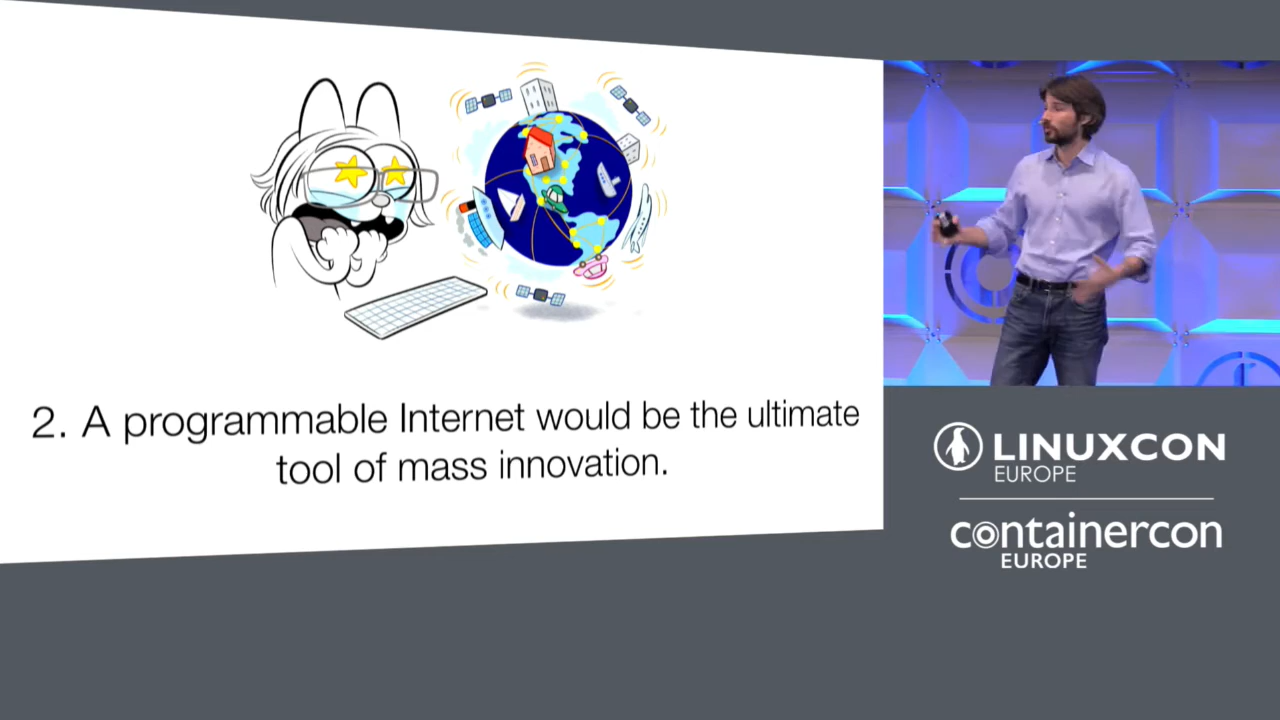 2. A programmable Internet would be the ultimate
tool of mass innovation.
LINUXCON
EUROPE
containercon
EUROPE